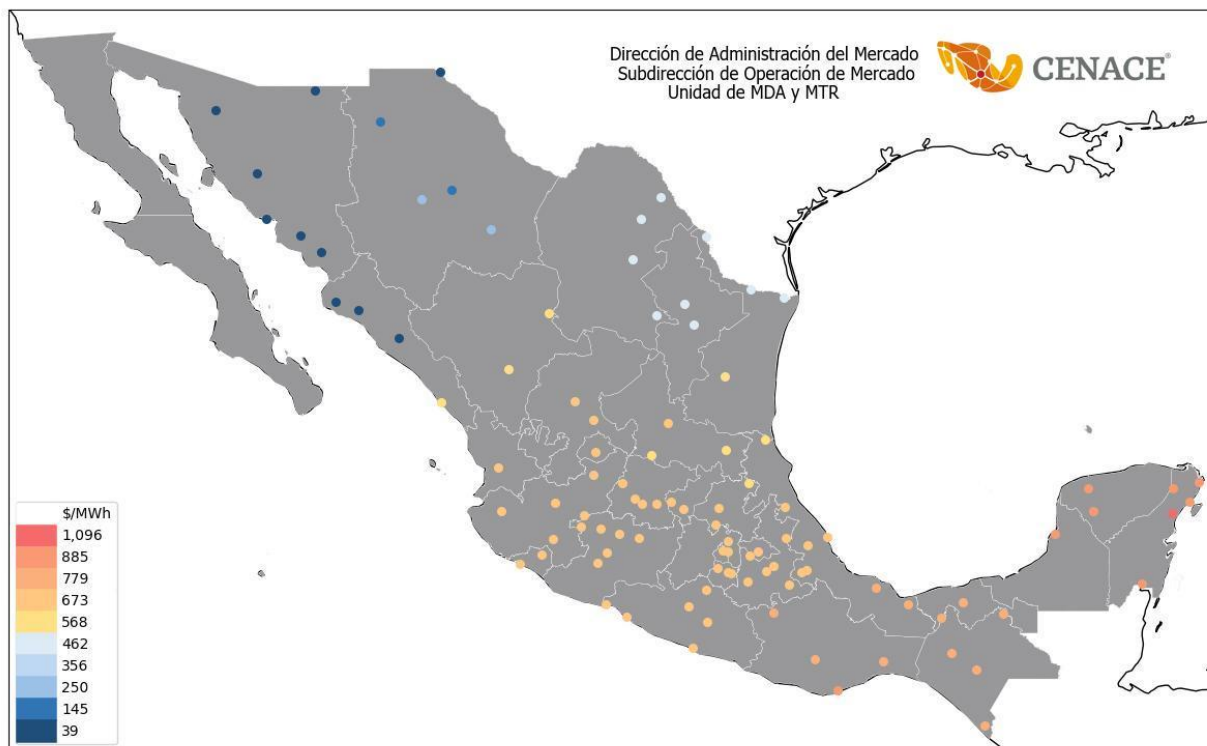 Dirección de Administración del Mercado
Subdirección de Operación de Mercado
Unidad de MDA y MTR
CENACE®
$/MWh
1,096
885
779
673
568
462
356
250
145
39